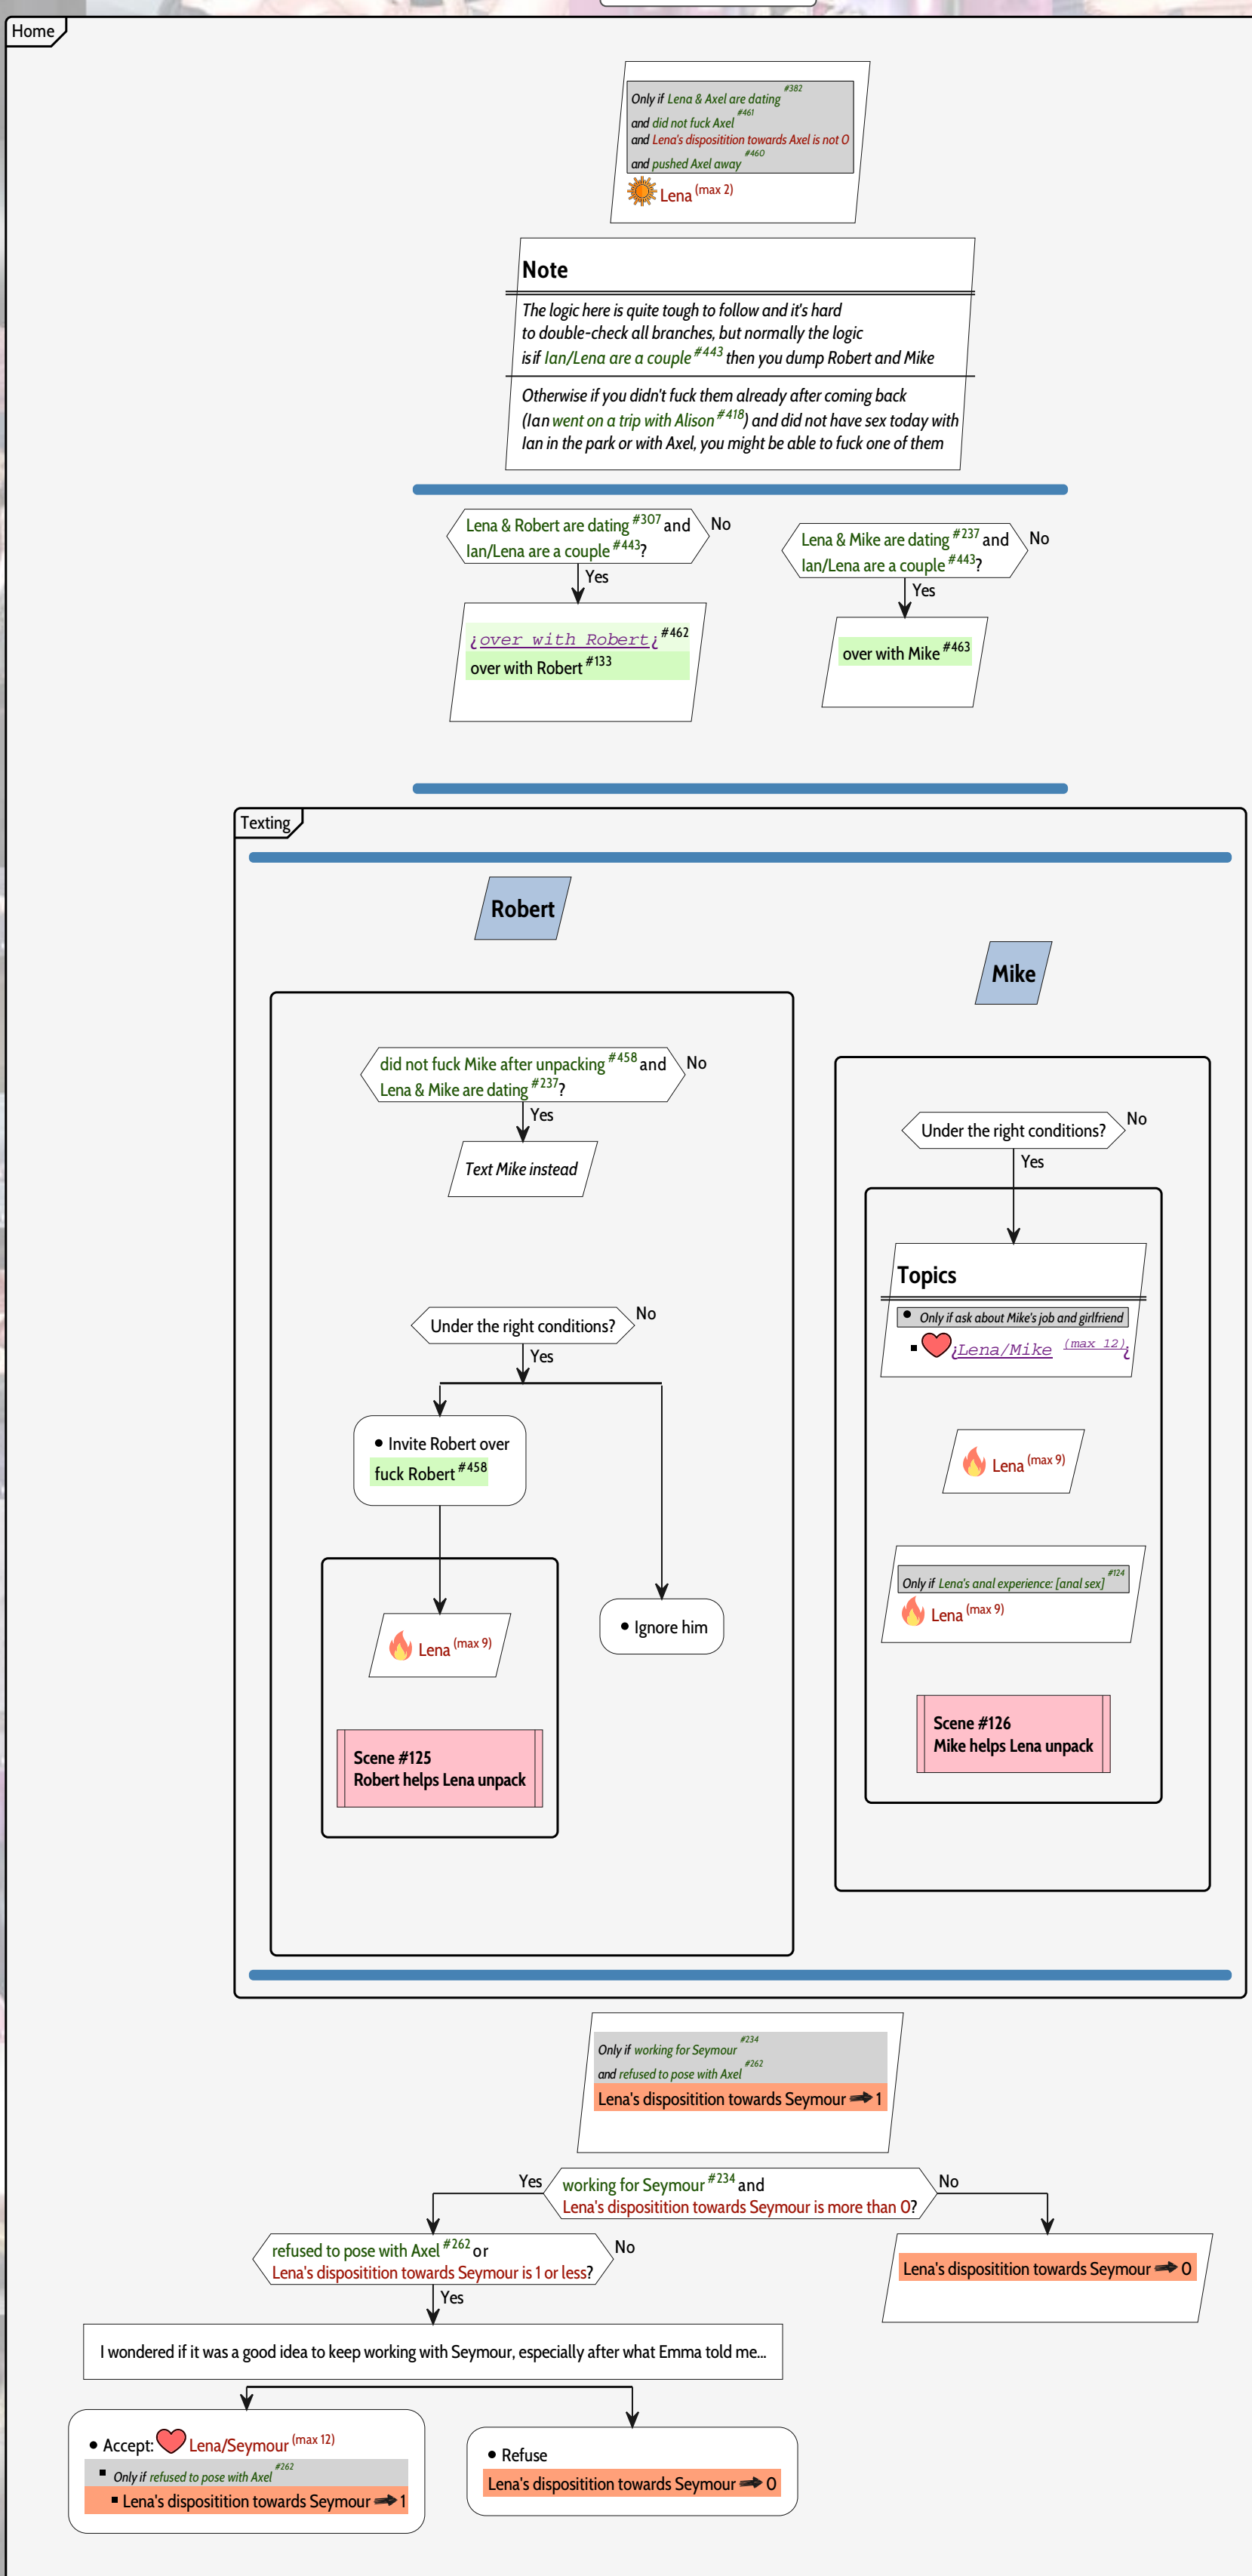 Home
Only if Lena & Axel are dating #382
and did not fuck Axel #461
and Lena's disposition towards Axel is not 0
and pushed Axel away #460
Lena (max 2)
Note
The logic here is quite tough to follow and it's hard
to double-check all branches, but normally the logic
is if Ian/Lena are a couple #443 then you dump Robert and Mike
Otherwise if you didn't fuck them already after coming back
(Ian went on a trip with Alison #418) and did not have sex today with
Ian in the park or with Axel, you might be able to fuck one of them
Lena & Robert are dating #307 and
Ian/Lena are a couple #443?
No
Yes
¿over with Robert¿ #462
over with Robert #133
Lena & Mike are dating #237 and
Ian/Lena are a couple #443?
No
Yes
over with Mike #463
Texting
Robert
did not fuck Mike after unpacking #458 and
Lena & Mike are dating #237?
No
Yes
Text Mike instead
Under the right conditions?
No
Yes
• Invite Robert over
fuck Robert #458
Lena (max 9)
Scene #125
Robert helps Lena unpack
• Ignore him
Mike
Under the right conditions?
No
Yes
Topics
• Only if ask about Mike's job and girlfriend
▪ ¿Lena/Mike (max 12)¿
Lena (max 9)
Only if Lena's anal experience: [anal sex] #124
Lena (max 9)
Scene #126
Mike helps Lena unpack
Only if working for Seymour #234
and refused to pose with Axel #262
Lena's disposition towards Seymour 1
working for Seymour #234 and
Lena's disposition towards Seymour is more than 0?
Yes
No
refused to pose with Axel #262 or
Lena's disposition towards Seymour is 1 or less?
No
Yes
Lena's disposition towards Seymour 0
I wondered if it was a good idea to keep working with Seymour, especially after what Emma told me...
• Accept: Lena/Seymour (max 12)
▪ Only if refused to pose with Axel #262
▪ Lena's disposition towards Seymour 1
• Refuse
Lena's disposition towards Seymour 0